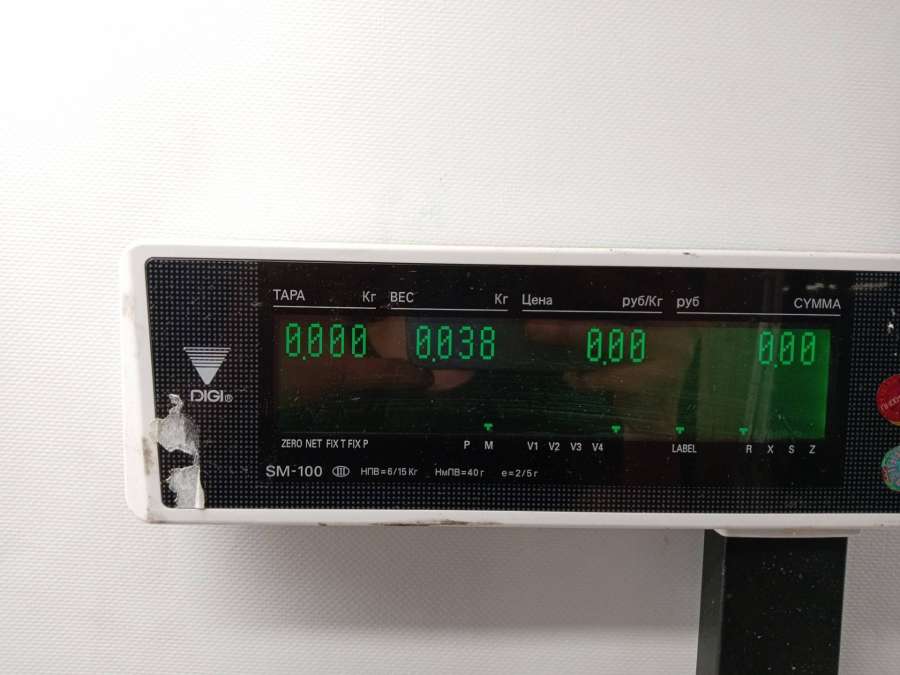 ТАРА Кг ВЕС Кг Цена руб/Кг руб СУММА
0.000 0.038 0.00 0.00
DIGI®
ZERO NET FIX T FIX P P M V1 V2 V3 V4 LABEL R X S Z
SM-100 III НПВ=6/15 Кг НмПВ=40 г e=2/5 г